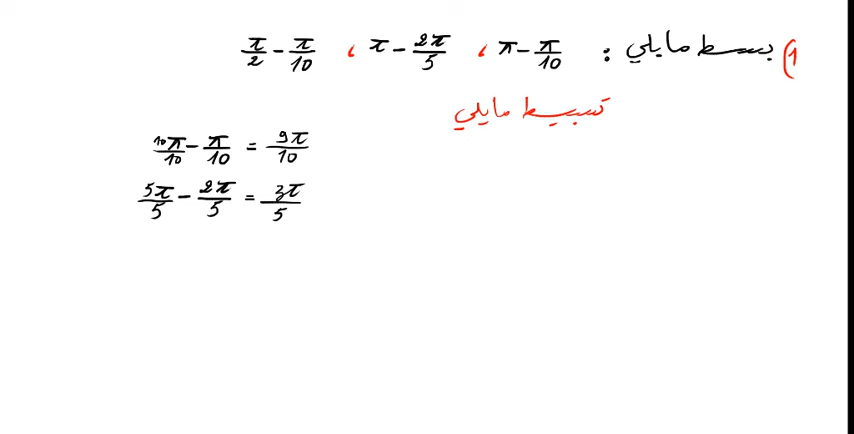 1) بسط مايلي : π - π/10 ، π - 2π/5 ، π/2 - π/10
تبسيط مايلي
10π/10 - π/10 = 9π/10
5π/5 - 2π/5 = 3π/5